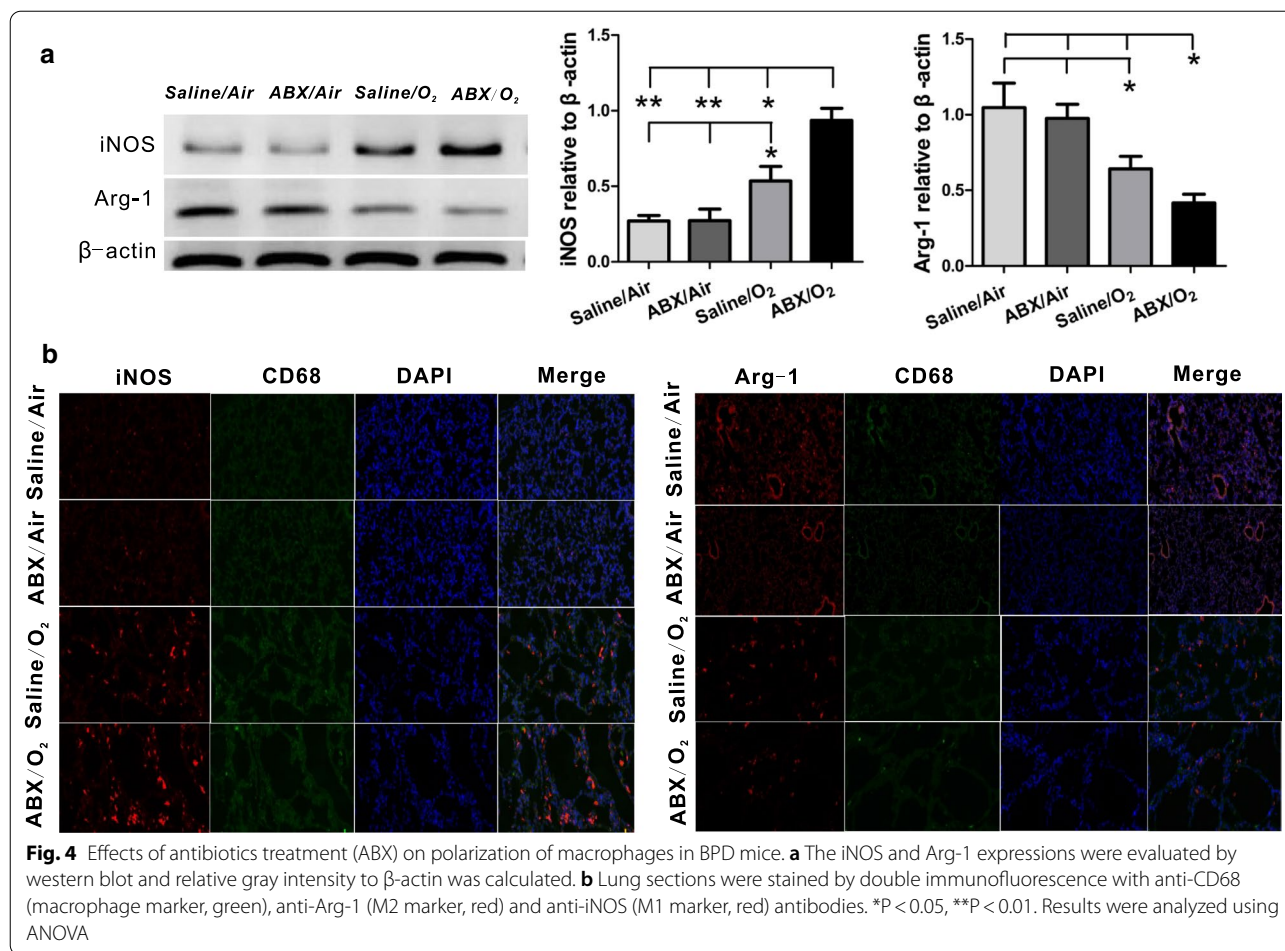 a
Saline/Air ABX/Air Saline/O₂ ABX/O₂
iNOS
Arg-1
β-actin
iNOS relative to β -actin
1.5
1.0
0.5
0.0
** ** *
*
Saline/Air ABX/Air Saline/O₂ ABX/O₂
Arg-1 relative to β -actin
1.5
1.0
0.5
0.0
*
*
Saline/Air ABX/Air Saline/O₂ ABX/O₂
b
iNOS CD68 DAPI Merge
Saline/Air
ABX/Air
Saline/O₂
ABX/O₂
Arg-1 CD68 DAPI Merge
Saline/Air
ABX/Air
Saline/O₂
ABX/O₂
Fig. 4 Effects of antibiotics treatment (ABX) on polarization of macrophages in BPD mice. a The iNOS and Arg-1 expressions were evaluated by
western blot and relative gray intensity to β-actin was calculated. b Lung sections were stained by double immunofluorescence with anti-CD68
(macrophage marker, green), anti-Arg-1 (M2 marker, red) and anti-iNOS (M1 marker, red) antibodies. *P < 0.05, **P < 0.01. Results were analyzed using
ANOVA